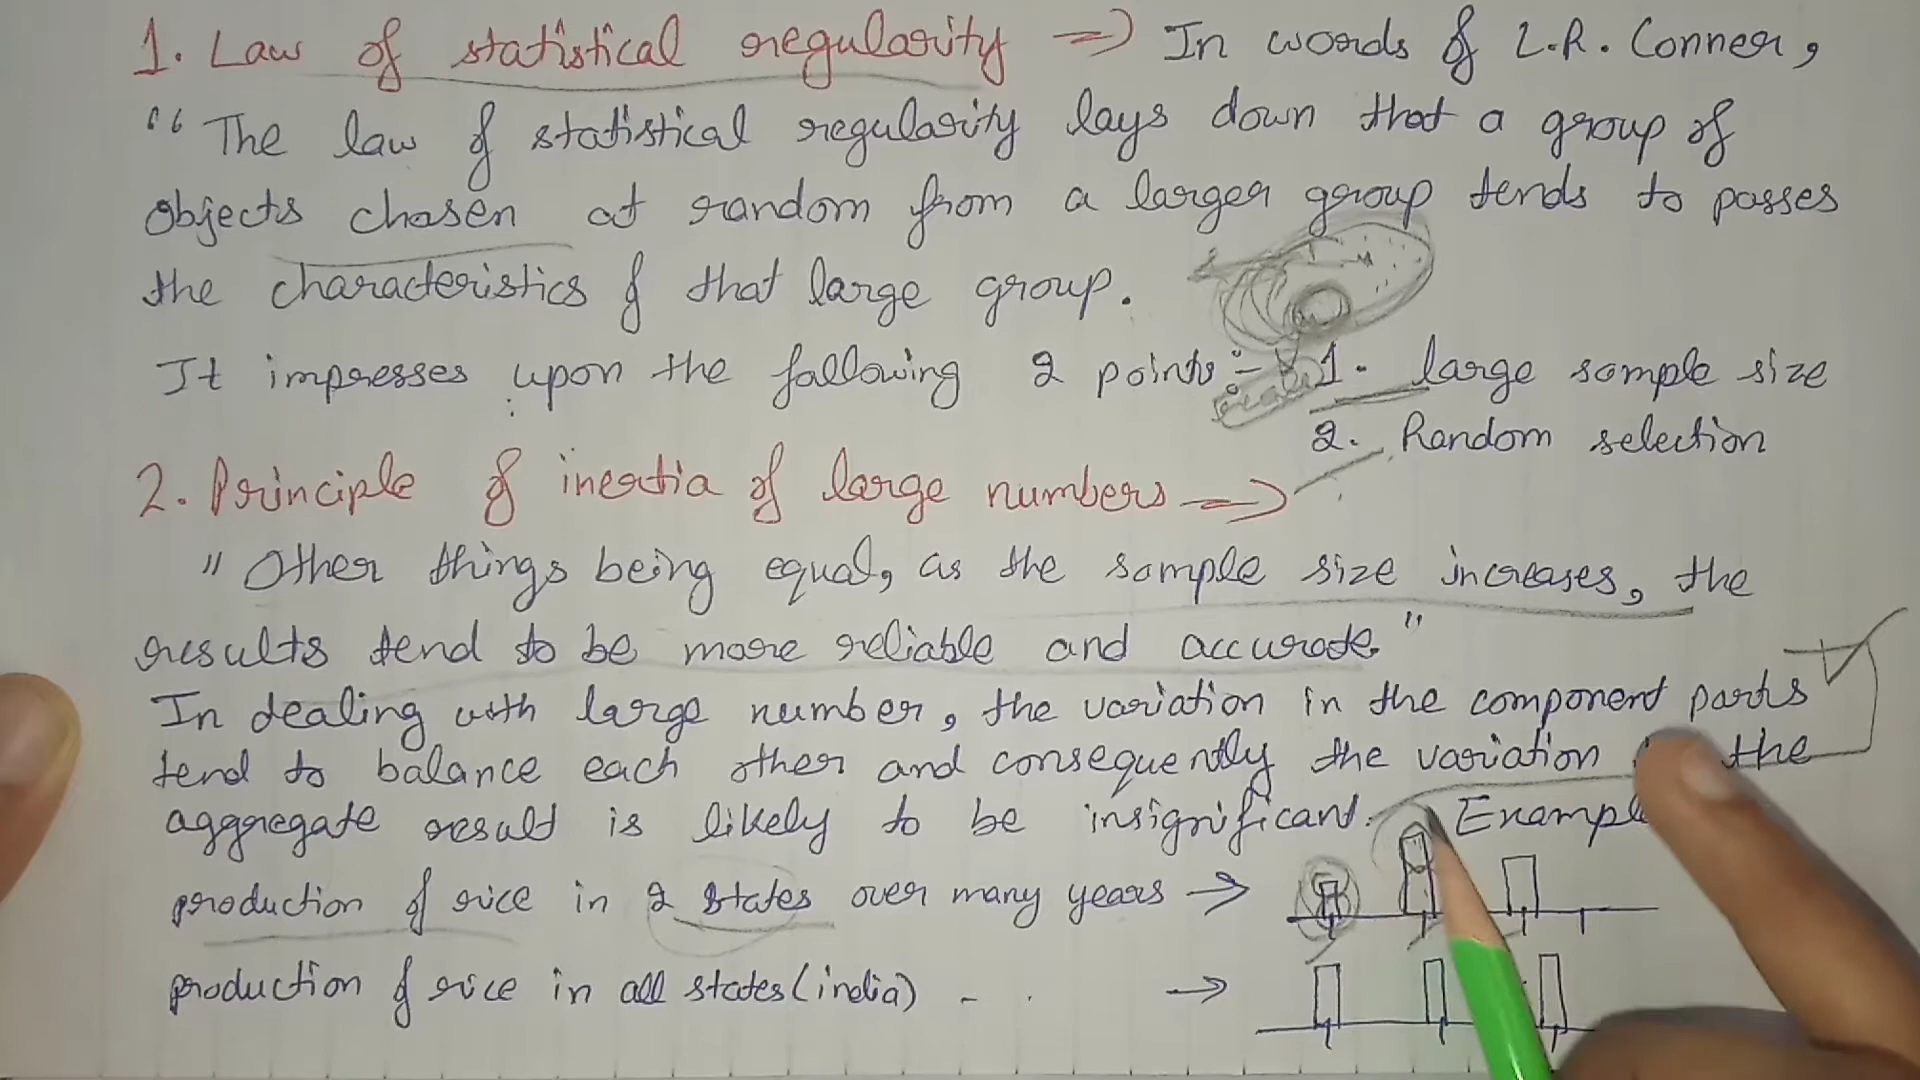 1. Law of statistical regularity => In words of L.R. Conner,
"The law of statistical regularity lays down that a group of
objects chosen at random from a larger group tends to posses
the characteristics of that large group.
It impresses upon the following 2 points:- 1. large sample size
2. Random selection
2. Principle of inertia of large numbers =>
"Other things being equal, as the sample size increases, the
results tend to be more reliable and accurate."
In dealing with large number, the variation in the component parts
tend to balance each other and consequently the variation the
aggregate result is likely to be insignificant. Exampl
production of rice in 2 states over many years →
production of rice in all states (india) - . →